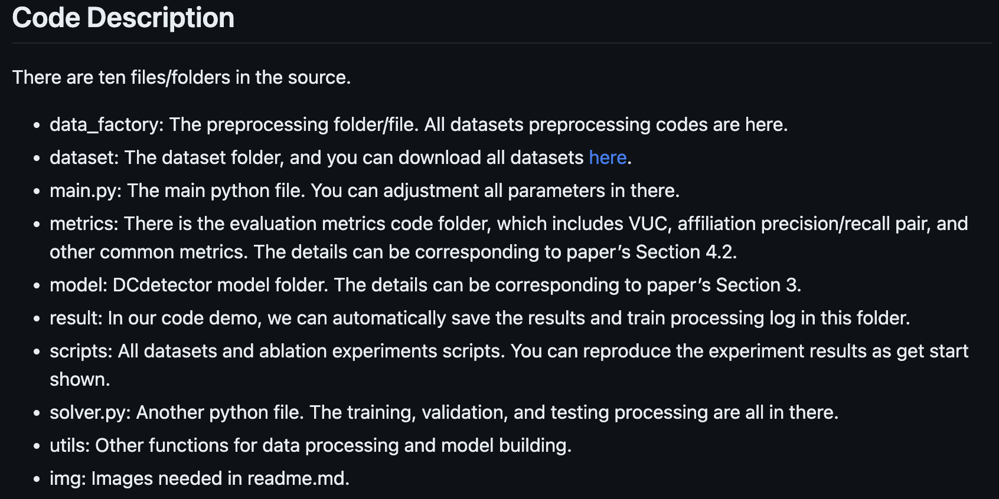 Code Description
There are ten files/folders in the source.
• data_factory: The preprocessing folder/file. All datasets preprocessing codes are here.
• dataset: The dataset folder, and you can download all datasets here.
• main.py: The main python file. You can adjustment all parameters in there.
• metrics: There is the evaluation metrics code folder, which includes VUC, affiliation precision/recall pair, and
other common metrics. The details can be corresponding to paper’s Section 4.2.
• model: DCdetector model folder. The details can be corresponding to paper’s Section 3.
• result: In our code demo, we can automatically save the results and train processing log in this folder.
• scripts: All datasets and ablation experiments scripts. You can reproduce the experiment results as get start
shown.
• solver.py: Another python file. The training, validation, and testing processing are all in there.
• utils: Other functions for data processing and model building.
• img: Images needed in readme.md.